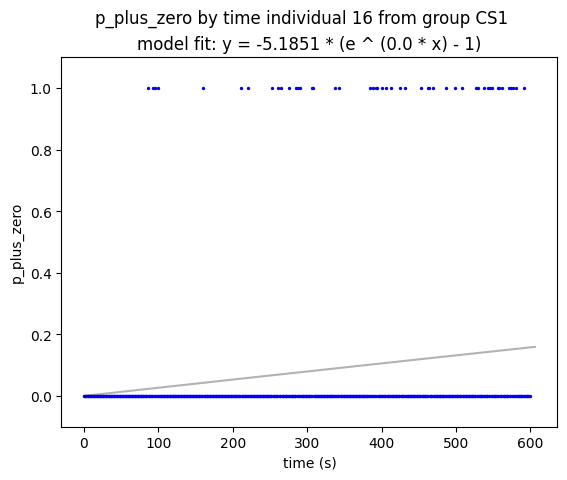 p_plus_zero by time individual 16 from group CS1
model fit: y = -5.1851 * (e ^ (0.0 * x) - 1)
1.0
0.8
0.6
0.4
0.2
0.0
p_plus_zero
0 100 200 300 400 500 600
time (s)